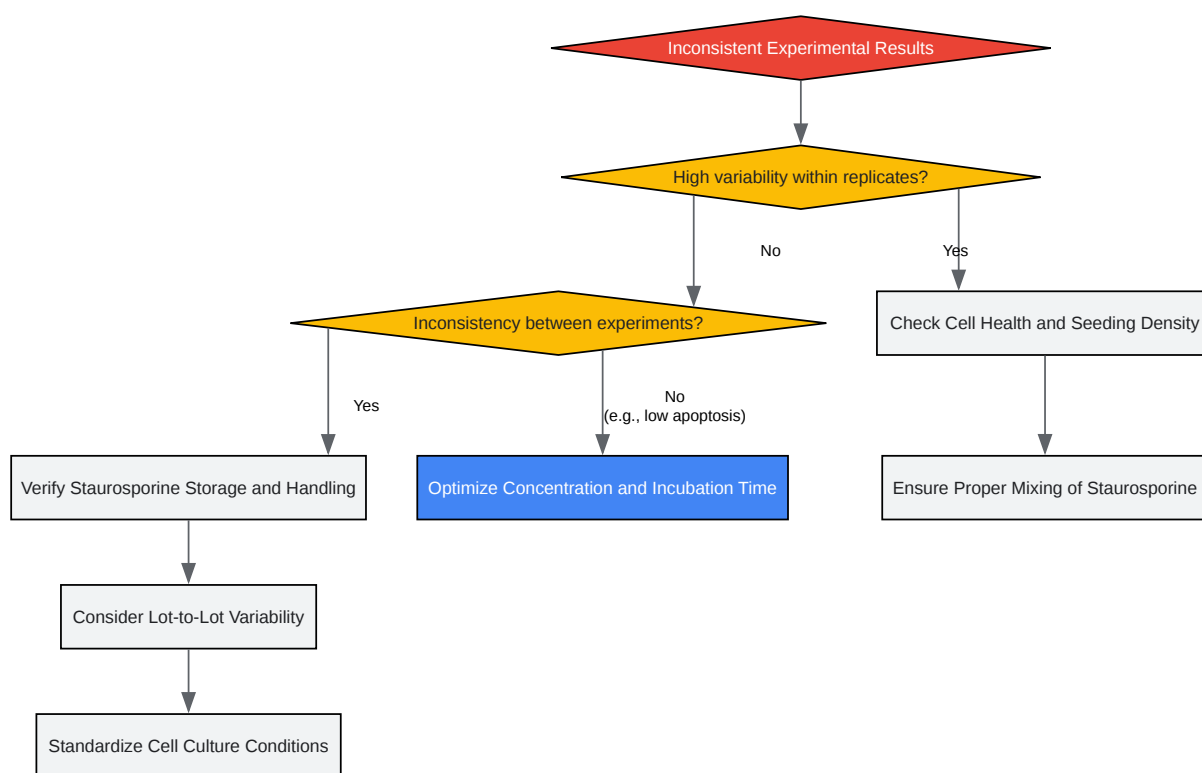 Inconsistent Experimental Results
High variability within replicates?
No
Yes
Inconsistency between experiments?
Check Cell Health and Seeding Density
Yes
No
(e.g., low apoptosis)
Verify Staurosporine Storage and Handling
Optimize Concentration and Incubation Time
Ensure Proper Mixing of Staurosporine
Consider Lot-to-Lot Variability
Standardize Cell Culture Conditions